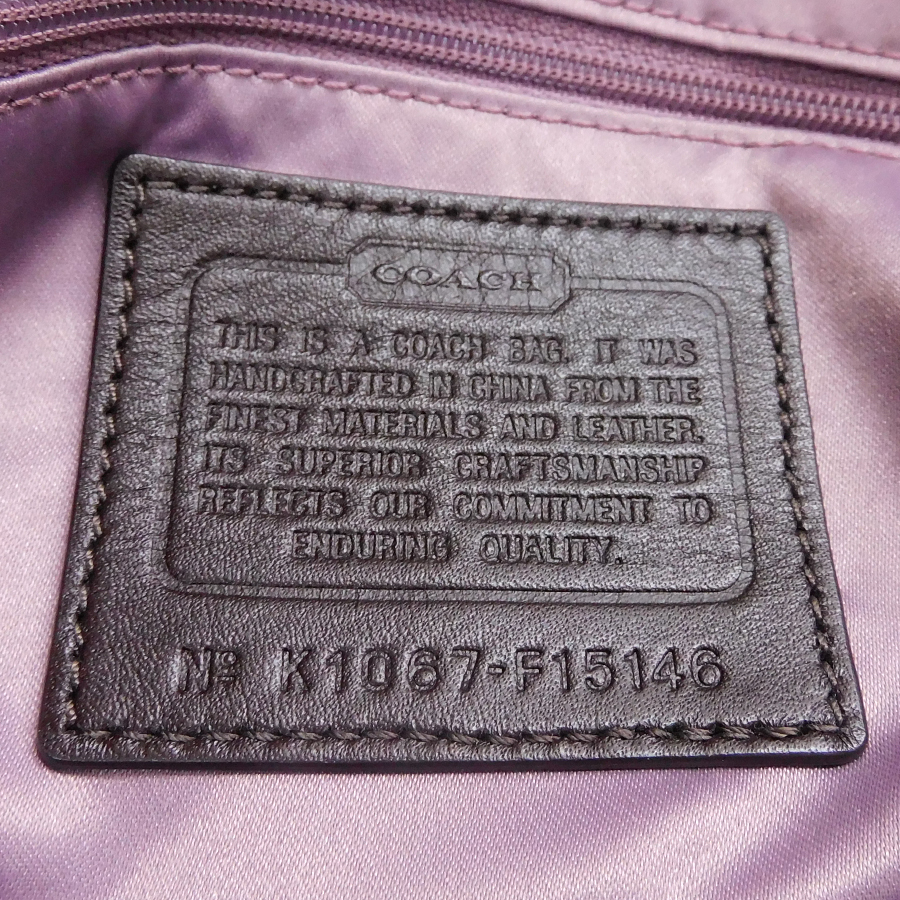 COACH
THIS IS A COACH BAG. IT WAS
HANDCRAFTED IN CHINA FROM THE
FINEST MATERIALS AND LEATHER.
ITS SUPERIOR CRAFTSMANSHIP
REFLECTS OUR COMMITMENT TO
ENDURING QUALITY.
Nº K1067-F15146